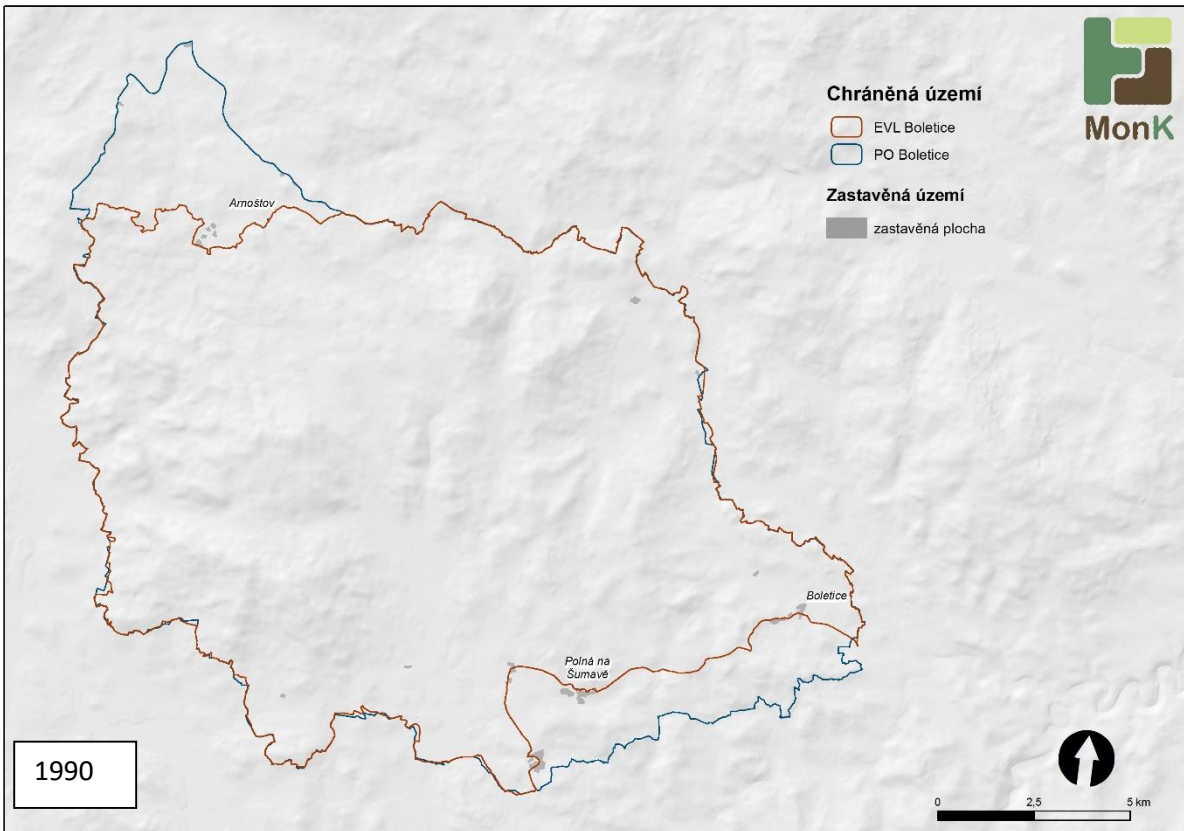 MonK
Chráněná území
EVL Boletice
PO Boletice
Zastavěná území
zastavěná plocha
Arnoštov
Boletice
Polná na
Šumavě
1990
0 2,5 5 km